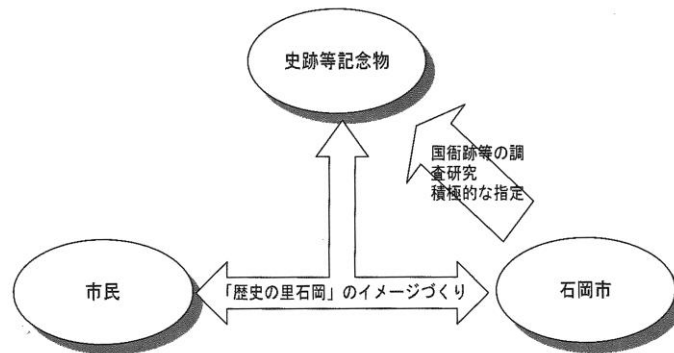 史跡等記念物
国衙跡等の調
査研究
積極的な指定
市民
「歴史の里石岡」のイメージづくり
石岡市